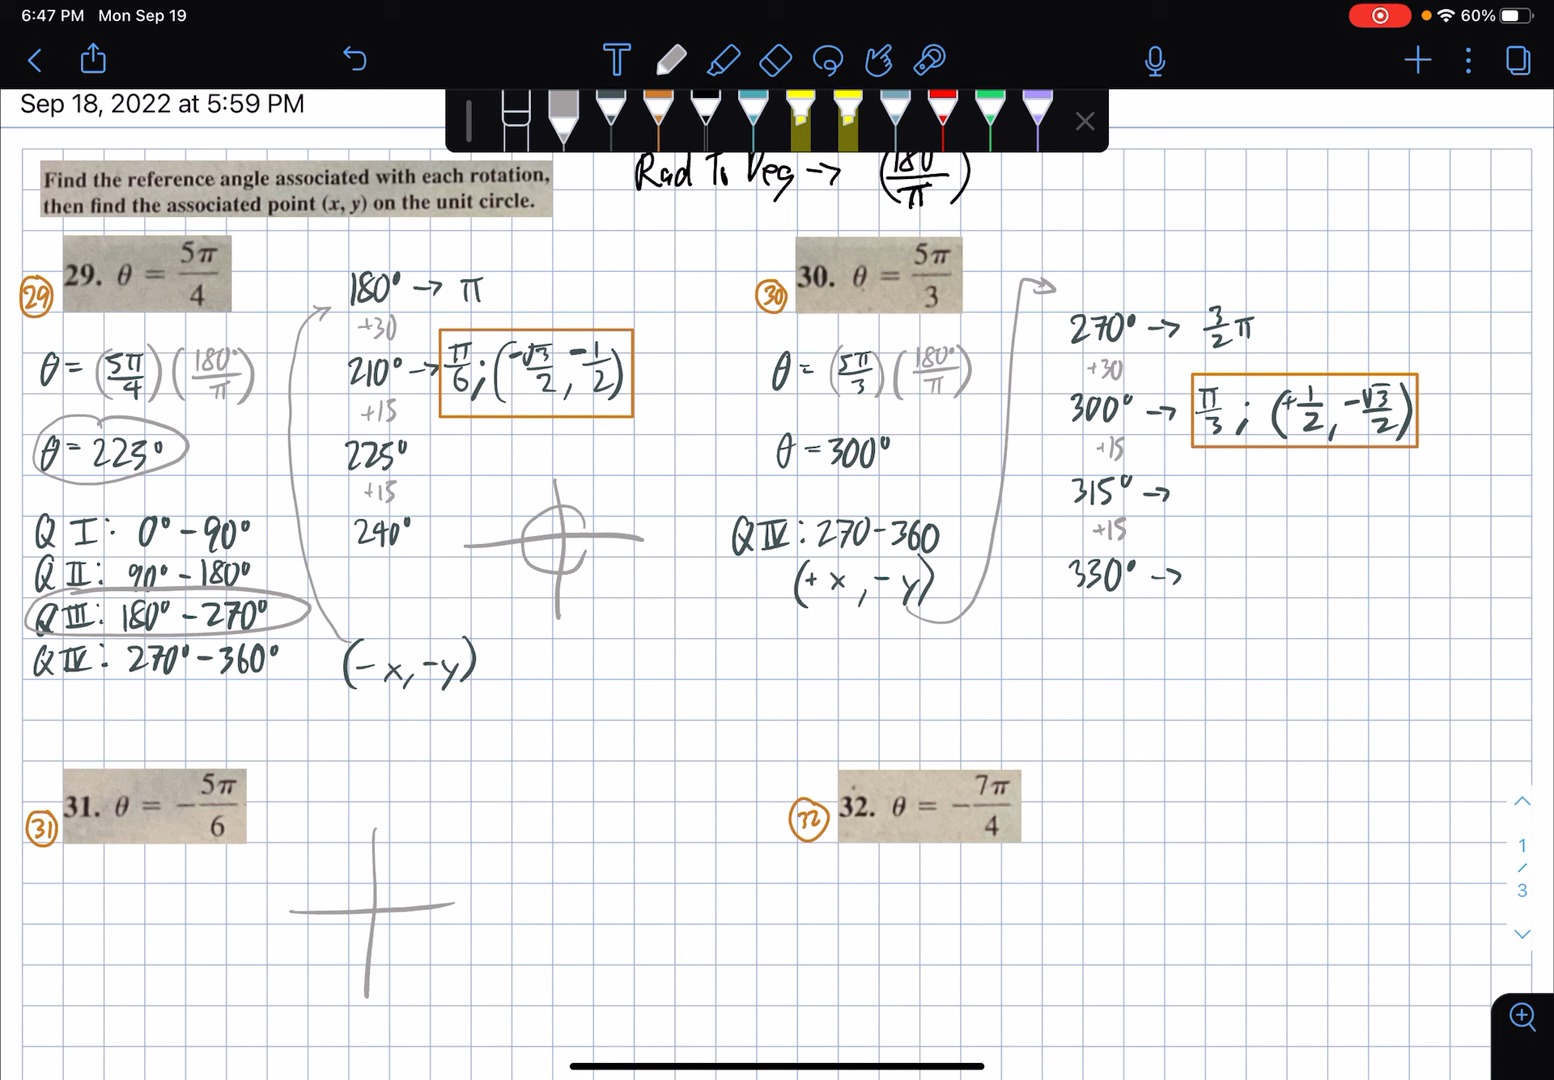 6:47 PM Mon Sep 19
60%
Sep 18, 2022 at 5:59 PM
Rad To Deg → (180/π)
Find the reference angle associated with each rotation,
then find the associated point (x, y) on the unit circle.
29
29. θ = 5π/4
180° → π
+30
θ = (5π/4)(180°/π)
210° → π/6; (-√3/2, -1/2)
+15
θ = 225°
225°
+15
Q I: 0° - 90°
240°
Q II: 90° - 180°
Q III: 180° - 270°
Q IV: 270° - 360°
(-x, -y)
30
30. θ = 5π/3
270° → 3/2 π
θ = (5π/3)(180°/π)
+30
300° → π/3; (+1/2, -√3/2)
θ = 300°
+15
315° →
Q IV: 270 - 360
+15
(+x, -y)
330° →
31
31. θ = -5π/6
32
32. θ = -7π/4
1
/
3